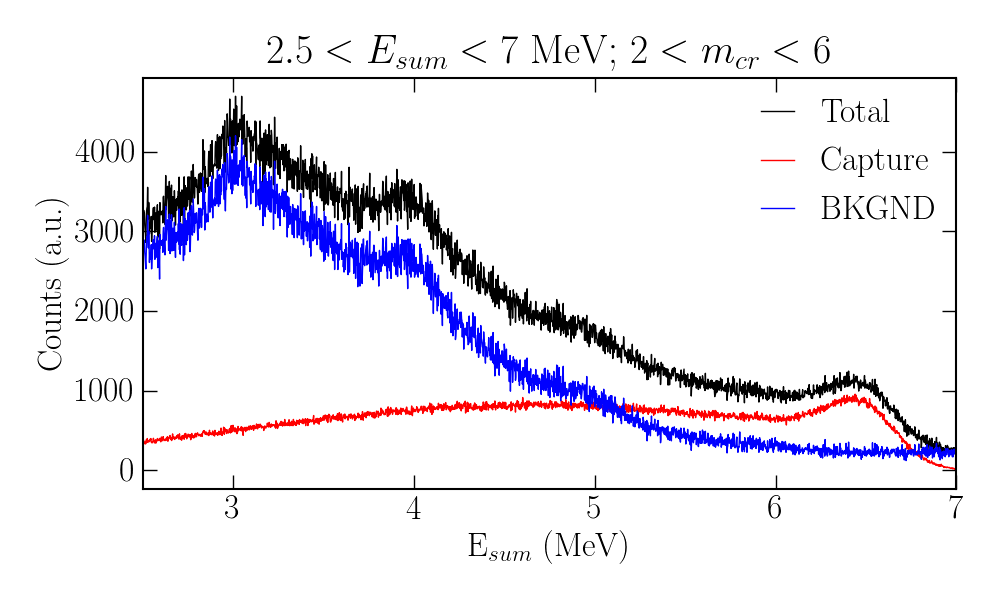 2.5 < E_sum < 7 MeV; 2 < m_cr < 6
Total
Capture
BKGND
Counts (a.u.)
4000
3000
2000
1000
0
3 4 5 6 7
E_sum (MeV)